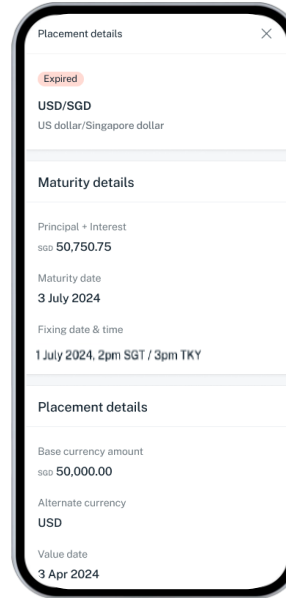 Placement details
Expired
USD/SGD
US dollar/Singapore dollar
Maturity details
Principal + Interest
SGD 50,750.75
Maturity date
3 July 2024
Fixing date & time
1 July 2024, 2pm SGT / 3pm TKY
Placement details
Base currency amount
SGD 50,000.00
Alternate currency
USD
Value date
3 Apr 2024